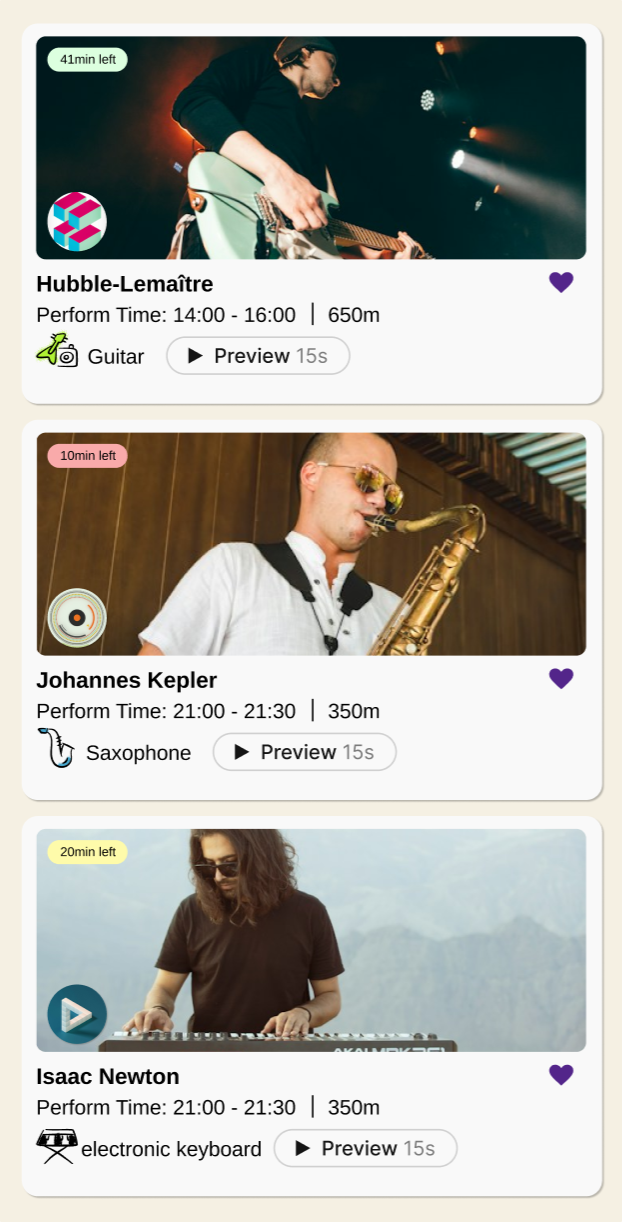 41min left
Hubble-Lemaître
Perform Time: 14:00 - 16:00 | 650m
Guitar Preview 15s
10min left
Johannes Kepler
Perform Time: 21:00 - 21:30 | 350m
Saxophone Preview 15s
20min left
Isaac Newton
Perform Time: 21:00 - 21:30 | 350m
electronic keyboard Preview 15s